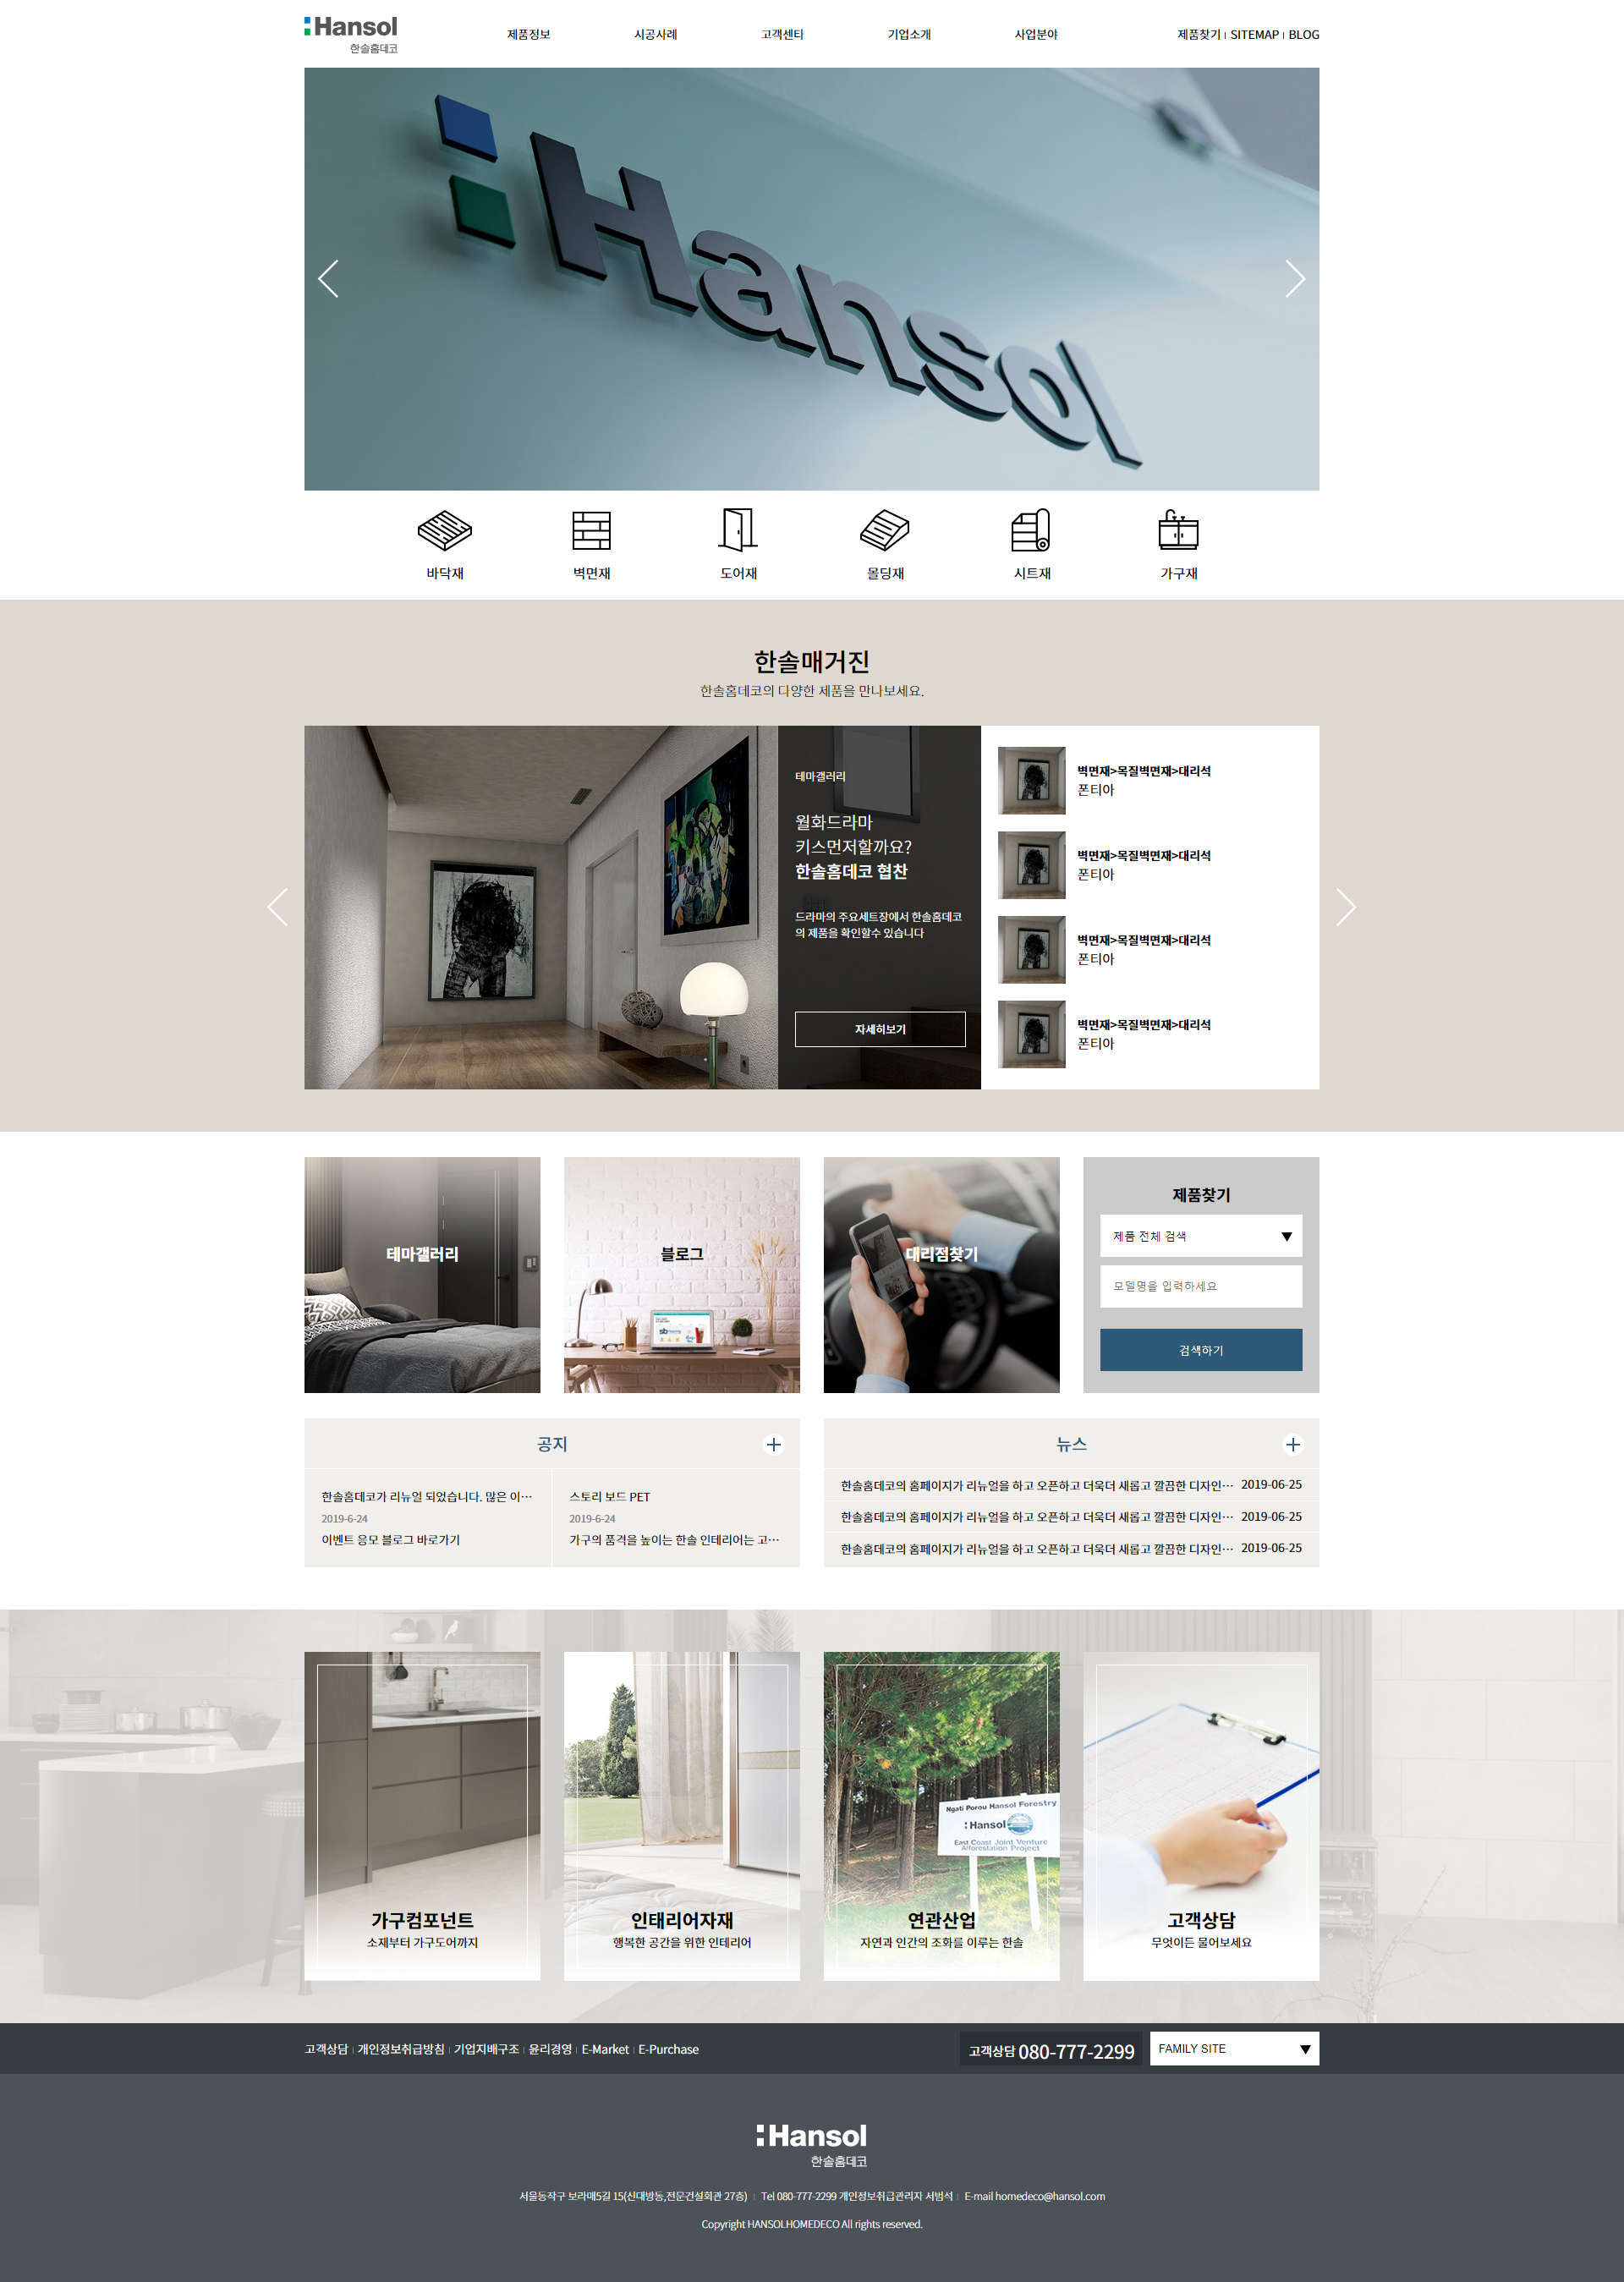 Hansol
한솔홈데코
제품정보
시공사례
고객센타
기업소개
사업분야
제품찾기 | SITEMAP | BLOG
Hansol
바닥재
벽면재
도어재
몰딩재
시트재
가구재
한솔매거진
한솔홈데코의 다양한 제품을 만나보세요.
테마갤러리
월화드라마
키스먼저할까요?
한솔홈데코 협찬
드라마의 주요세트장에서 한솔홈데코
의 제품을 확인할수 있습니다
자세히보기
벽면재>목질벽면재>대리석
폰티아
벽면재>목질벽면재>대리석
폰티아
벽면재>목질벽면재>대리석
폰티아
벽면재>목질벽면재>대리석
폰티아
테마갤러리
블로그
대리점찾기
제품찾기
제품 전체 검색
모델명을 입력하세요
검색하기
공지
한솔홈데코가 리뉴얼 되었습니다. 많은 이…
2019-6-24
이벤트 응모 블로그 바로가기
스토리 보드 PET
2019-6-24
가구의 품격을 높이는 한솔 인테리어는 고…
뉴스
한솔홈데코의 홈페이지가 리뉴얼을 하고 오픈하고 더욱더 새롭고 깔끔한 디자인… 2019-06-25
한솔홈데코의 홈페이지가 리뉴얼을 하고 오픈하고 더욱더 새롭고 깔끔한 디자인… 2019-06-25
한솔홈데코의 홈페이지가 리뉴얼을 하고 오픈하고 더욱더 새롭고 깔끔한 디자인… 2019-06-25
가구컴포넌트
소재부터 가구도어까지
인태리어자재
행복한 공간을 위한 인테리어
Ngati Porou Hansol Forestry
Hansol
East Coast Joint Venture
Afforestation Project
연관산업
자연과 인간의 조화를 이루는 한솔
고객상담
무엇이든 물어보세요
고객상담 | 개인정보취급방침 | 기업지배구조 | 윤리경영 | E-Market | E-Purchase
고객상담 080-777-2299
FAMILY SITE
Hansol
한솔홈데코
서울동작구 보라매5길 15(신대방동,전문건설회관 27층) | Tel 080-777-2299 개인정보취급관리자 서범석 | E-mail homedeco@hansol.com
Copyright HANSOLHOMEDECO All rights reserved.